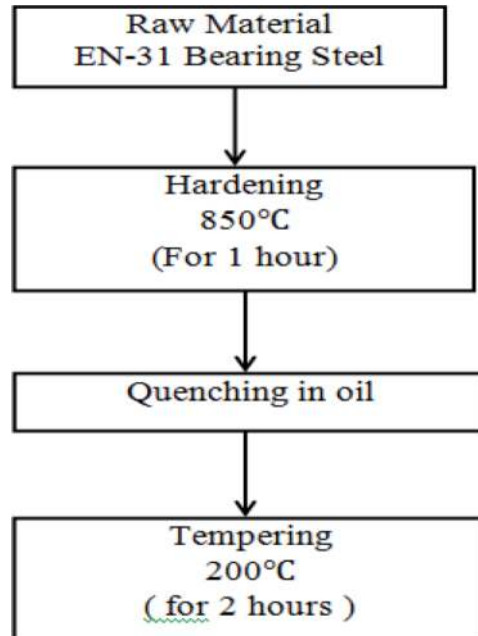 Raw Material
EN-31 Bearing Steel
Hardening
850°C
(For 1 hour)
Quenching in oil
Tempering
200°C
( for 2 hours )